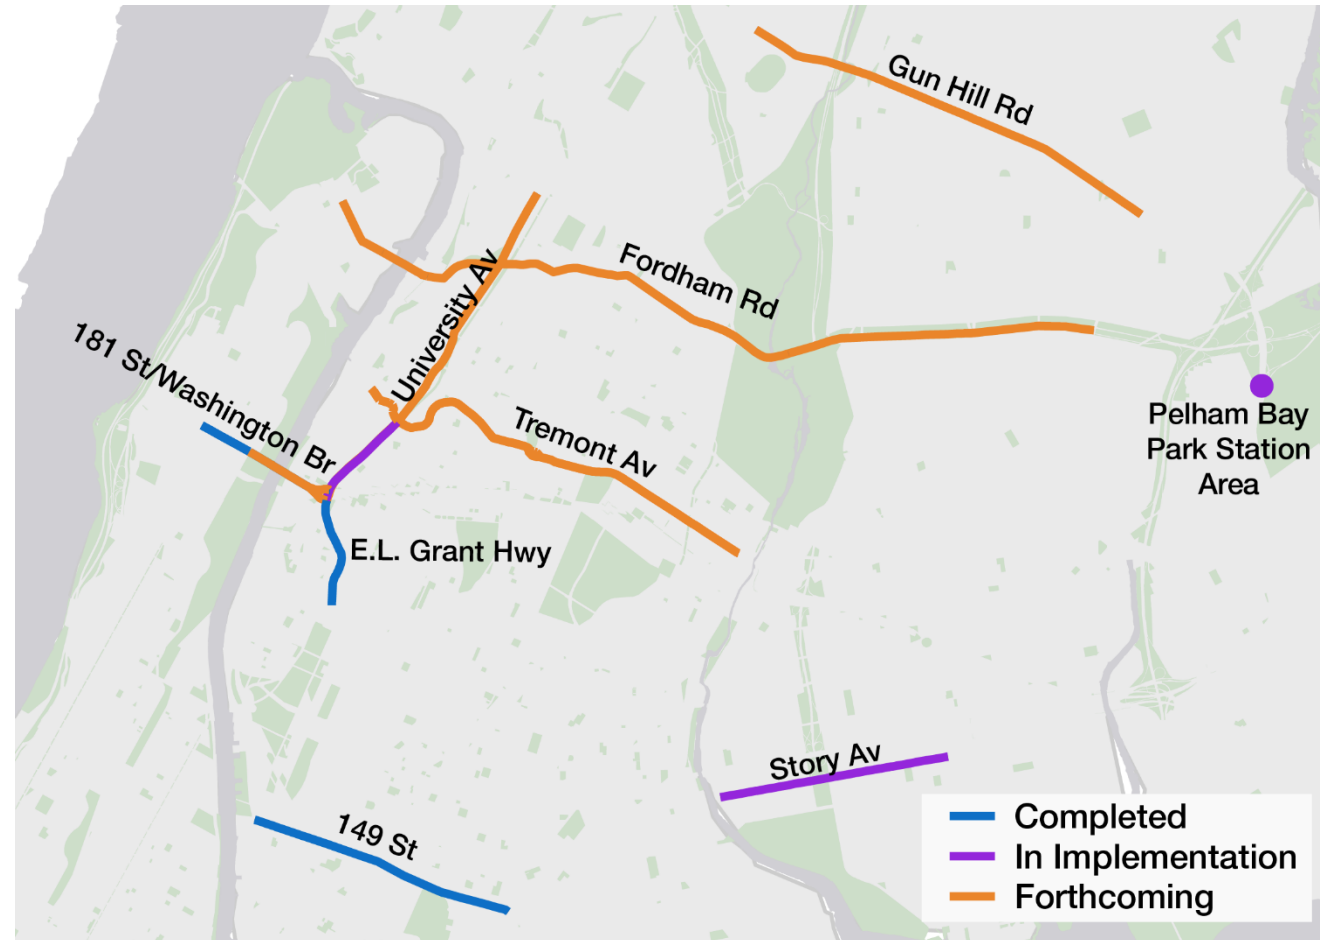 Gun Hill Rd
Fordham Rd
University Av
181 St/Washington Br
Tremont Av
Pelham Bay
Park Station
Area
E.L. Grant Hwy
Story Av
149 St
Completed
In Implementation
Forthcoming